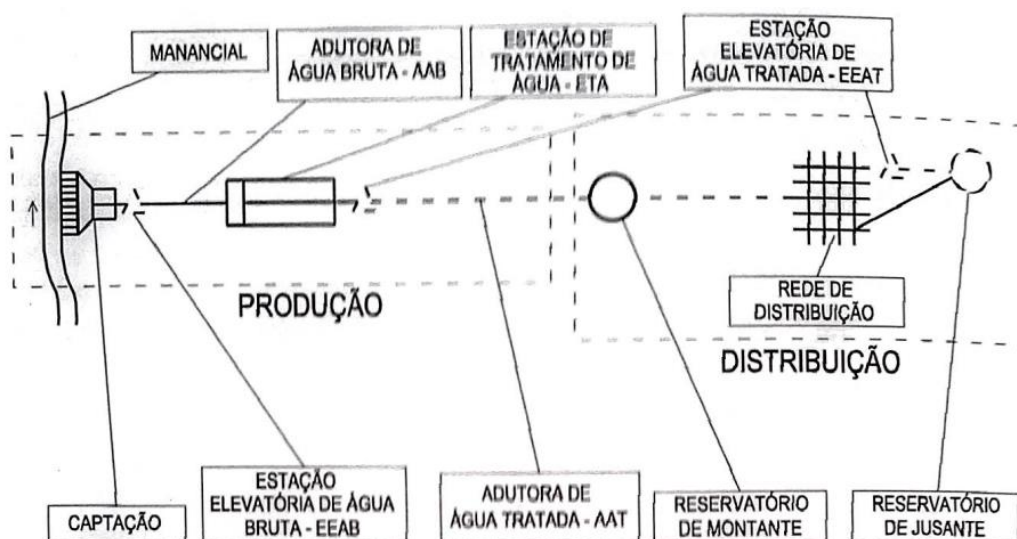 MANANCIAL
ADUTORA DE
ÁGUA BRUTA - AAB
ESTAÇÃO DE
TRATAMENTO DE
ÁGUA - ETA
ESTAÇÃO
ELEVATÓRIA DE
ÁGUA TRATADA - EEAT
PRODUÇÃO
REDE DE
DISTRIBUIÇÃO
DISTRIBUIÇÃO
CAPTAÇÃO
ESTAÇÃO
ELEVATÓRIA DE ÁGUA
BRUTA - EEAB
ADUTORA DE
ÁGUA TRATADA - AAT
RESERVATÓRIO
DE MONTANTE
RESERVATÓRIO
DE JUSANTE